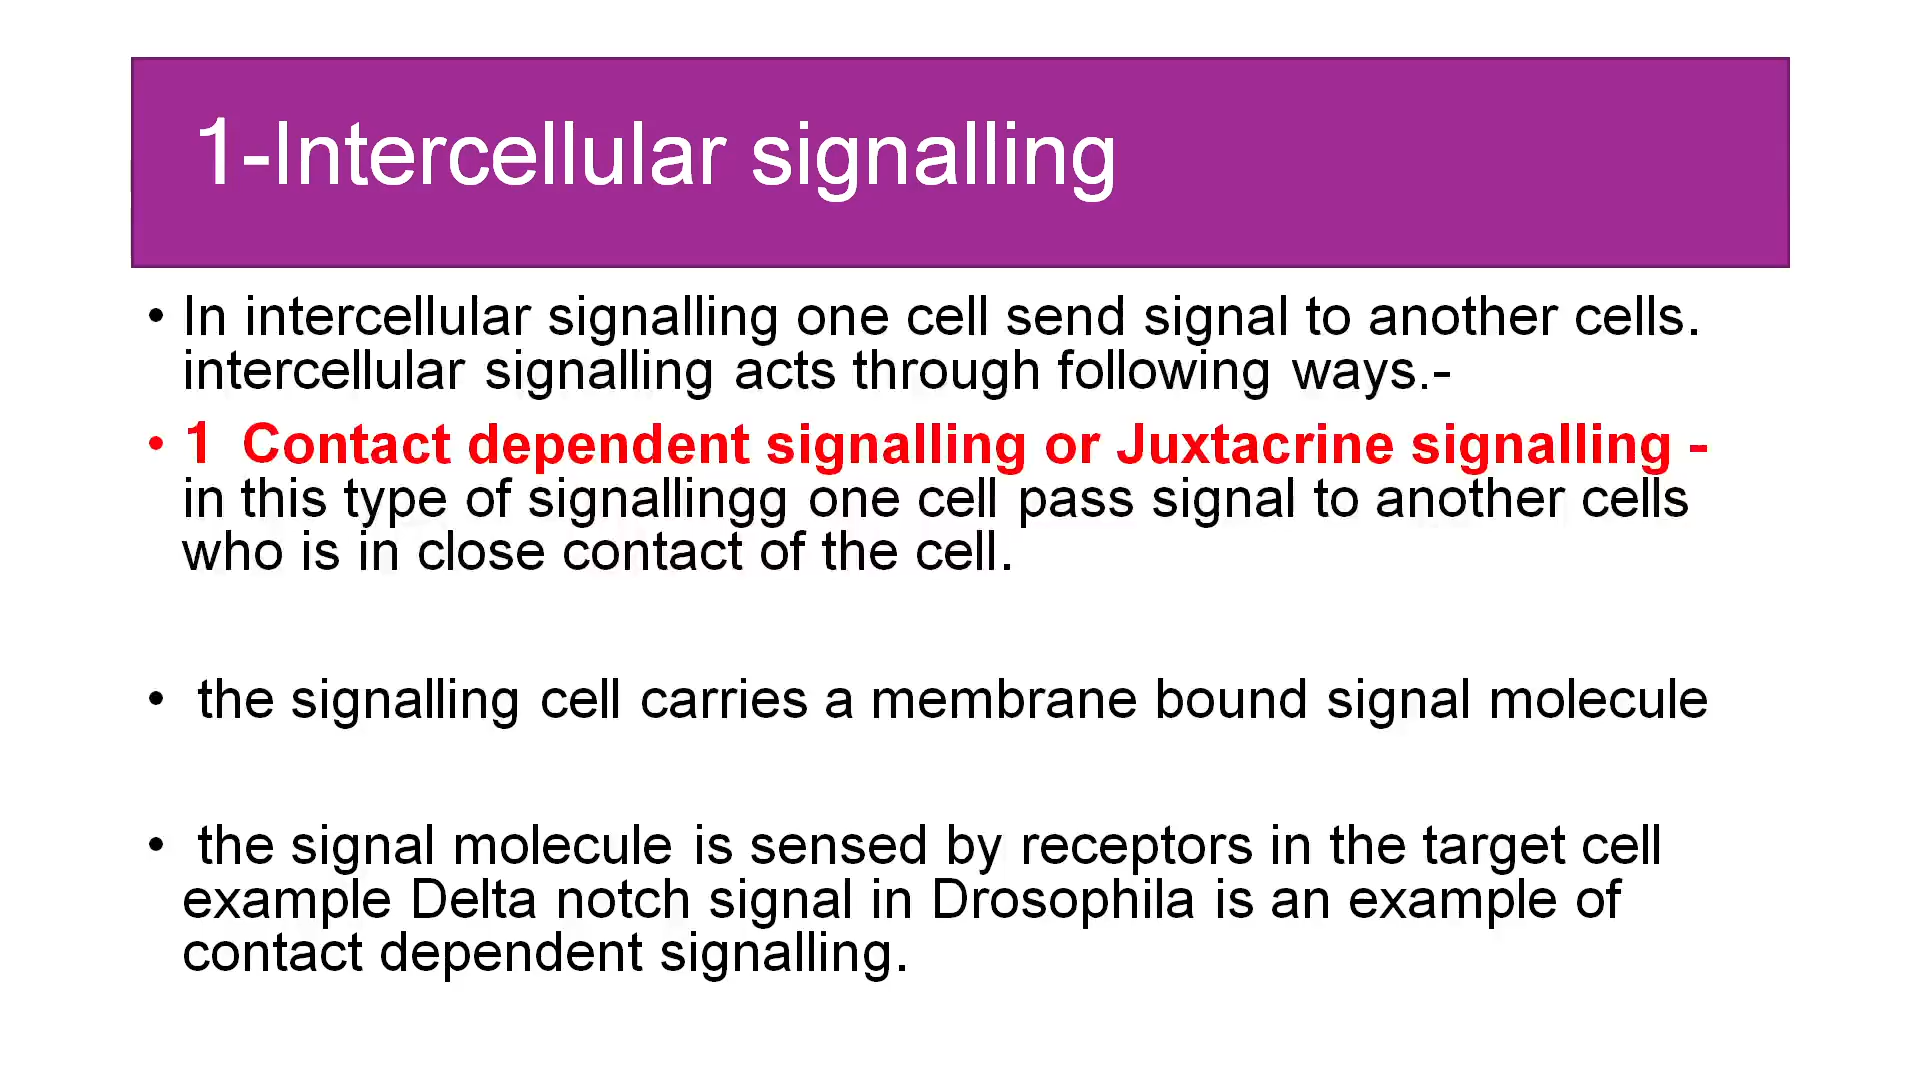 1-Intercellular signalling
• In intercellular signalling one cell send signal to another cells.
intercellular signalling acts through following ways.-
• 1 Contact dependent signalling or Juxtacrine signalling -
in this type of signallingg one cell pass signal to another cells
who is in close contact of the cell.
• the signalling cell carries a membrane bound signal molecule
• the signal molecule is sensed by receptors in the target cell
example Delta notch signal in Drosophila is an example of
contact dependent signalling.